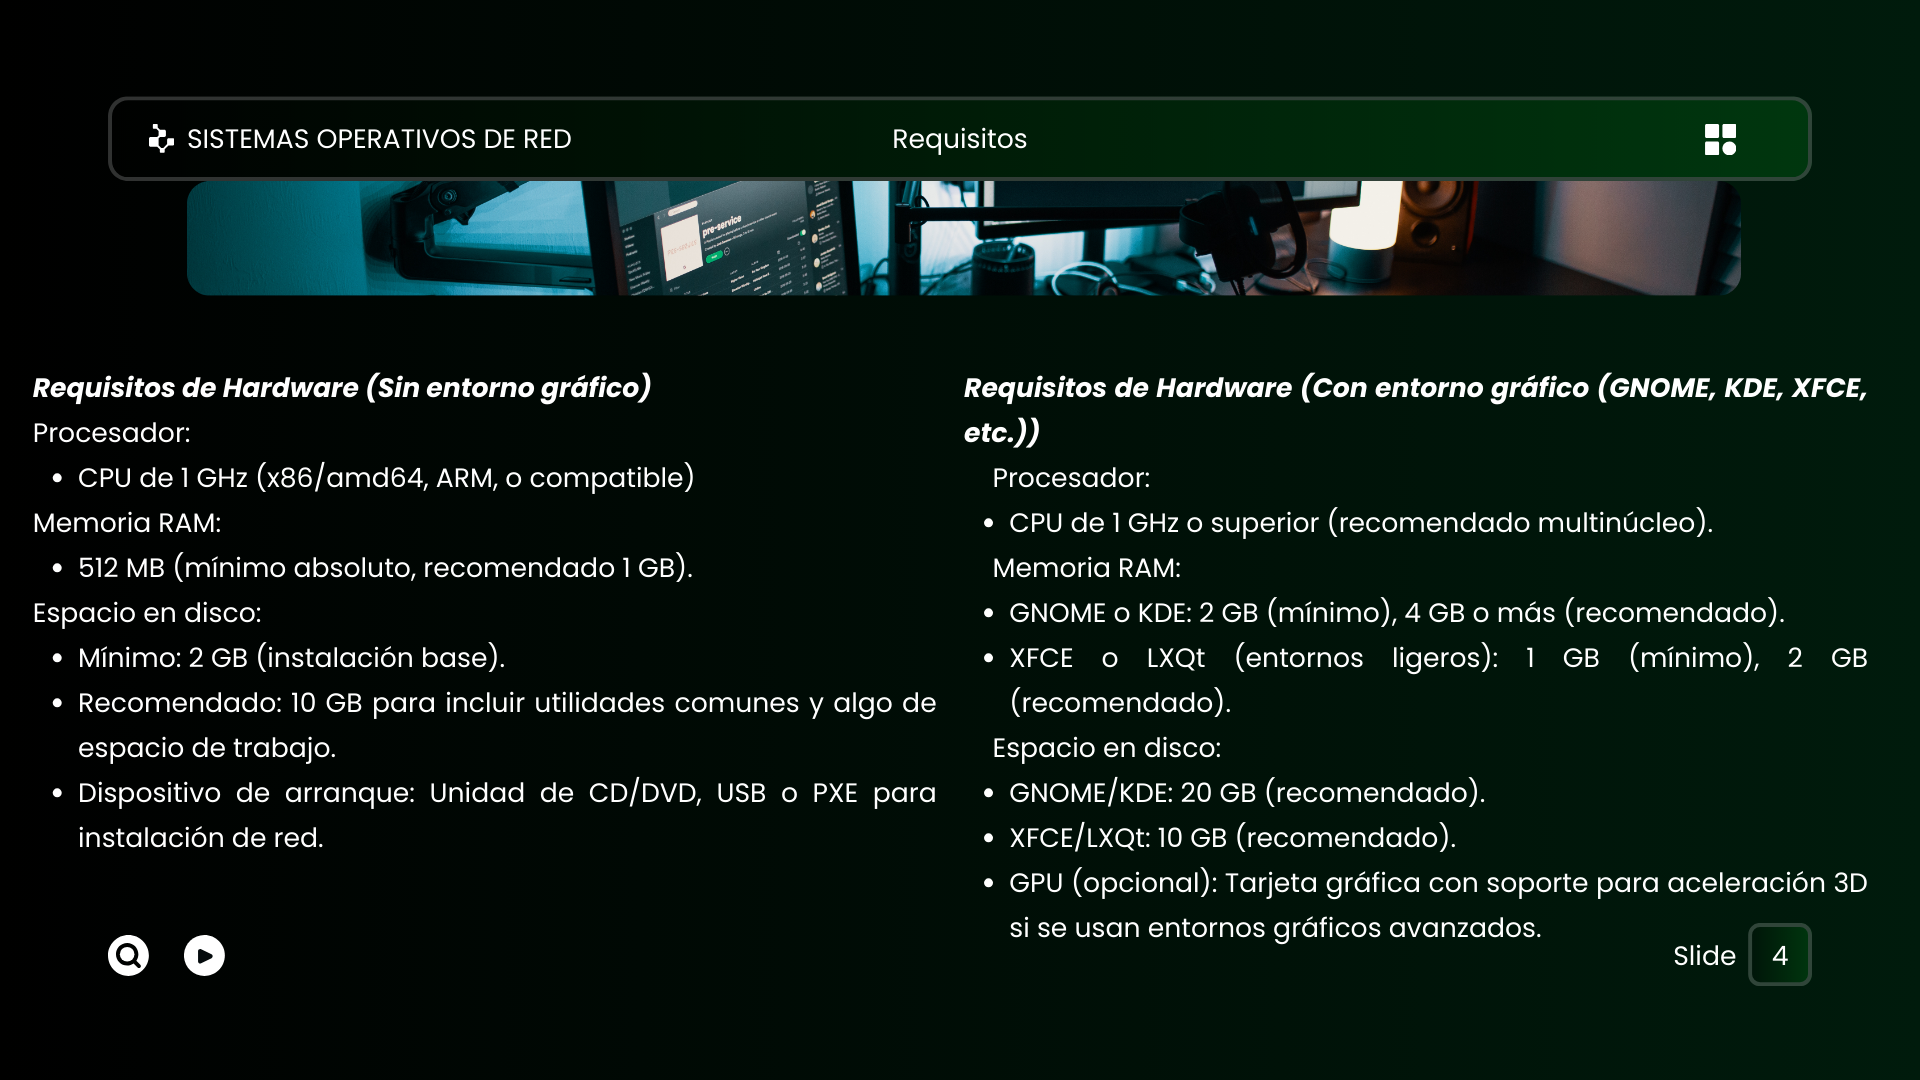 SISTEMAS OPERATIVOS DE RED
Requisitos
pre-service
Requisitos de Hardware (Sin entorno gráfico)
Procesador:
• CPU de 1 GHz (x86/amd64, ARM, o compatible)
Memoria RAM:
• 512 MB (mínimo absoluto, recomendado 1 GB).
Espacio en disco:
• Mínimo: 2 GB (instalación base).
• Recomendado: 10 GB para incluir utilidades comunes y algo de
espacio de trabajo.
• Dispositivo de arranque: Unidad de CD/DVD, USB o PXE para
instalación de red.
Requisitos de Hardware (Con entorno gráfico (GNOME, KDE, XFCE,
etc.))
Procesador:
• CPU de 1 GHz o superior (recomendado multinúcleo).
Memoria RAM:
• GNOME o KDE: 2 GB (mínimo), 4 GB o más (recomendado).
• XFCE o LXQt (entornos ligeros): 1 GB (mínimo), 2 GB
(recomendado).
Espacio en disco:
• GNOME/KDE: 20 GB (recomendado).
• XFCE/LXQt: 10 GB (recomendado).
• GPU (opcional): Tarjeta gráfica con soporte para aceleración 3D
si se usan entornos gráficos avanzados.
Slide 4